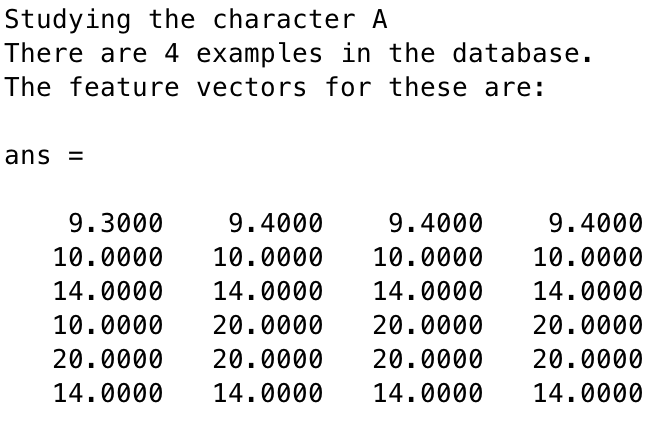 Studying the character A
There are 4 examples in the database.
The feature vectors for these are:
ans =
9.3000 9.4000 9.4000 9.4000
10.0000 10.0000 10.0000 10.0000
14.0000 14.0000 14.0000 14.0000
10.0000 20.0000 20.0000 20.0000
20.0000 20.0000 20.0000 20.0000
14.0000 14.0000 14.0000 14.0000